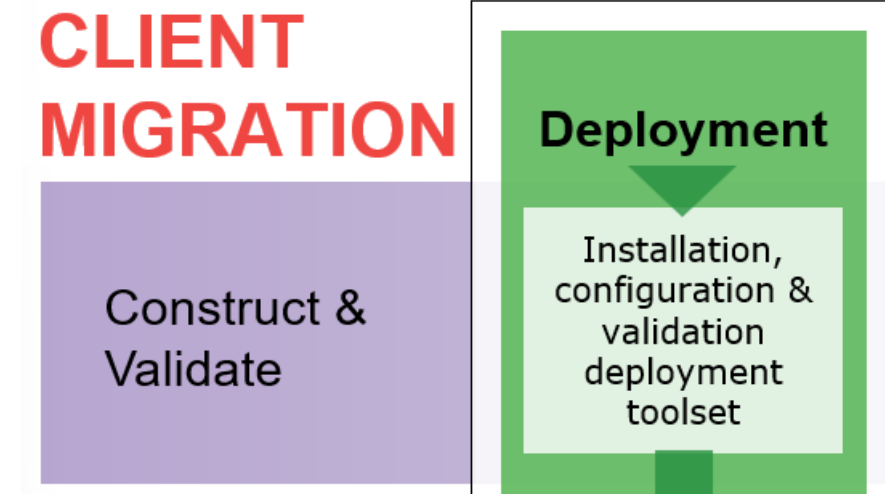 CLIENT
MIGRATION
Deployment
Construct &
Validate
Installation,
configuration &
validation
deployment
toolset